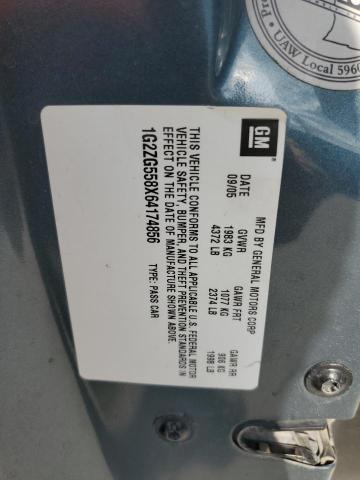 GM
MFD BY GENERAL MOTORS CORP
DATE GVWR GAWR FRT GAWR RR
09/05 1983 KG 1077 KG 906 KG
4372 LB 2374 LB 1998 LB
THIS VEHICLE CONFORMS TO ALL APPLICABLE U.S. FEDERAL MOTOR
VEHICLE SAFETY, BUMPER, AND THEFT PREVENTION STANDARDS IN
EFFECT ON THE DATE OF MANUFACTURE SHOWN ABOVE.
1G2ZG558X64174856 TYPE: PASS CAR
UAW Local 5960